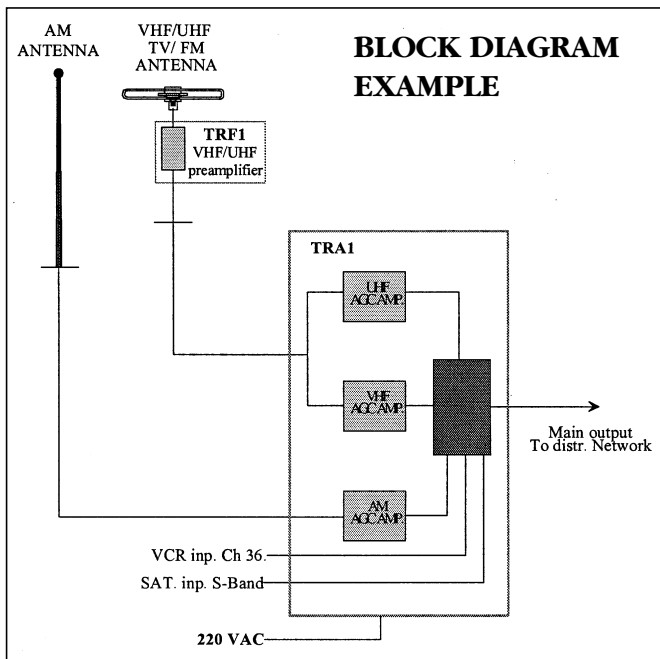 AM
ANTENNA
VHF/UHF
TV/ FM
ANTENNA
BLOCK DIAGRAM
EXAMPLE
TRF1
VHF/UHF
preamplifier
TRA1
UHF
AGC AMP.
VHF
AGC AMP.
Main output
To distr. Network
AM
AGC AMP.
VCR inp. Ch 36.
SAT. inp. S-Band
220 VAC